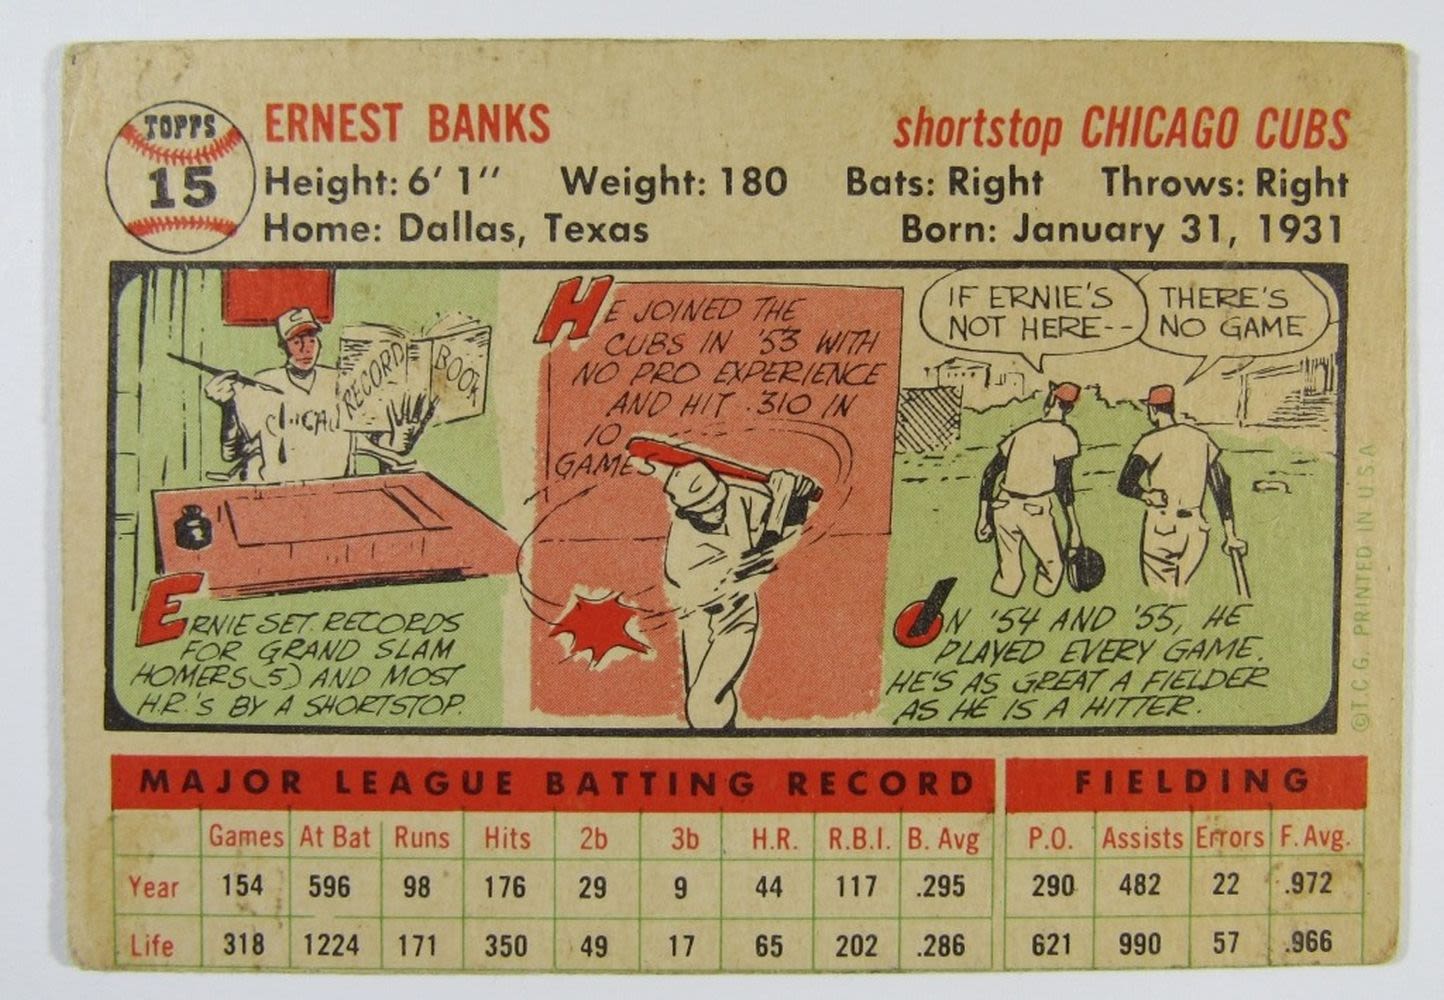 TOPPS
15
ERNEST BANKS
shortstop CHICAGO CUBS
Height: 6' 1" Weight: 180 Bats: Right Throws: Right
Home: Dallas, Texas Born: January 31, 1931
RECORD BOOK
CHICAG
ERNIE SET RECORDS
FOR GRAND SLAM
HOMERS (5) AND MOST
H.R.'S BY A SHORTSTOP.
HE JOINED THE
CUBS IN '53 WITH
NO PRO EXPERIENCE
AND HIT .310 IN
10
GAMES
IF ERNIE'S
NOT HERE--
THERE'S
NO GAME
IN '54 AND '55, HE
PLAYED EVERY GAME.
HE'S AS GREAT A FIELDER
AS HE IS A HITTER.
©T.C.G. PRINTED IN U.S.A
MAJOR LEAGUE BATTING RECORD FIELDING
Games At Bat Runs Hits 2b 3b H.R. R.B.I. B. Avg P.O. Assists Errors F. Avg.
Year 154 596 98 176 29 9 44 117 .295 290 482 22 .972
Life 318 1224 171 350 49 17 65 202 .286 621 990 57 .966